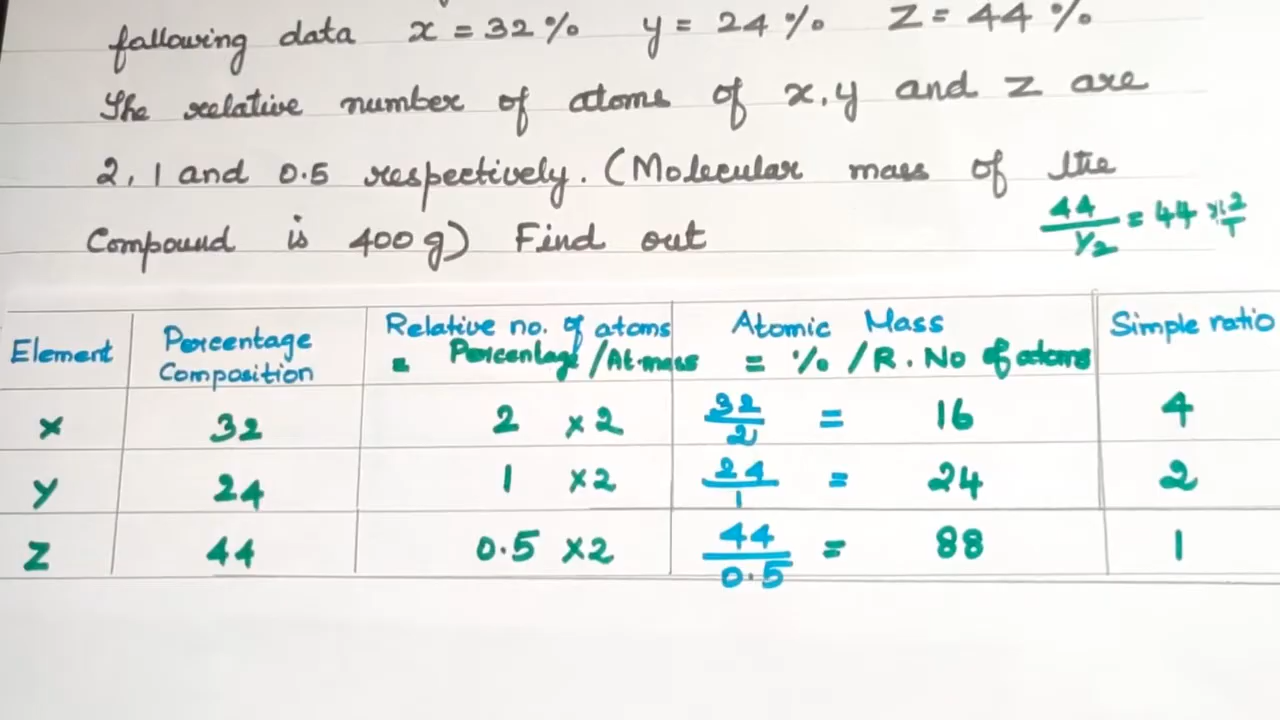 fallowing data x = 32 % y = 24 % Z = 44 %
The relative number of atoms of x, y and z are
2, 1 and 0.5 respectively. (Molecular mass of the
Compound is 400 g) Find out
44/½ = 44 × 2/1
Element | Percentage Composition | Relative no. of atoms = Percentage / At. mass | Atomic Mass = % / R. No of atoms | Simple ratio
X | 32 | 2 × 2 | 32/2 = 16 | 4
Y | 24 | 1 × 2 | 24/1 = 24 | 2
Z | 44 | 0.5 × 2 | 44/0.5 = 88 | 1